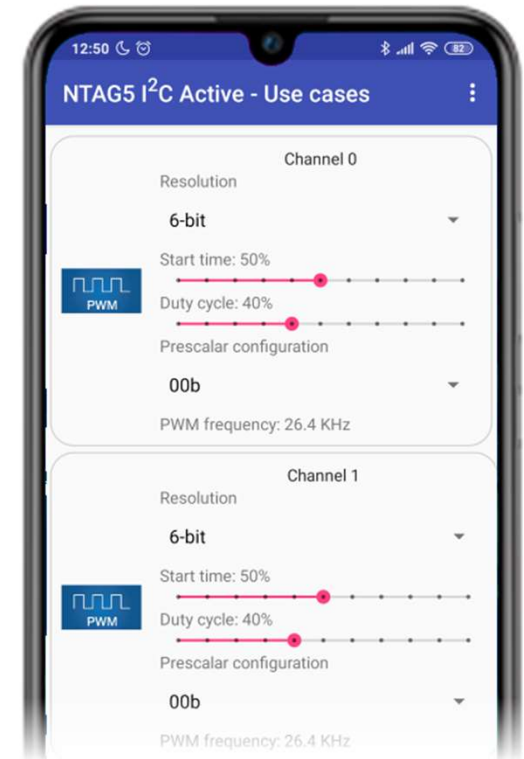 12:50 82
NTAG5 I²C Active - Use cases
Channel 0
Resolution
6-bit
Start time: 50%
PWM
Duty cycle: 40%
Prescalar configuration
00b
PWM frequency: 26.4 KHz
Channel 1
Resolution
6-bit
Start time: 50%
PWM
Duty cycle: 40%
Prescalar configuration
00b
PWM frequency: 26.4 KHz